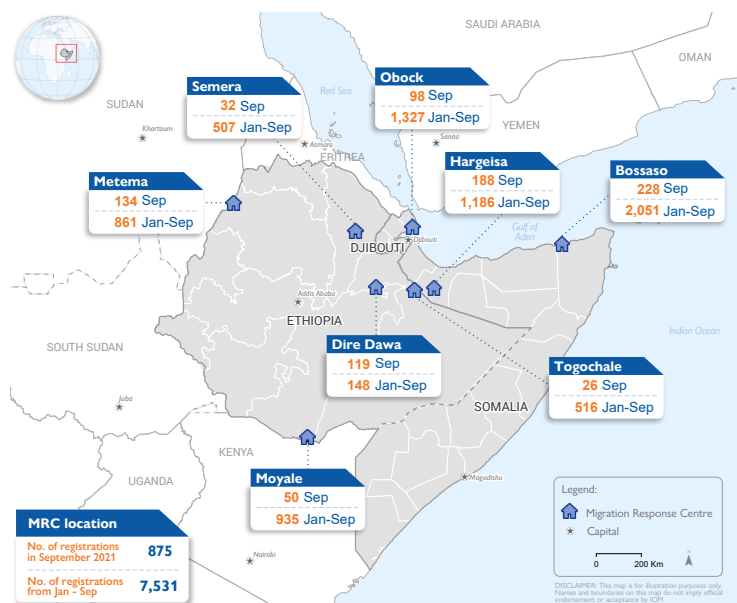 SAUDI ARABIA
OMAN
SUDAN
Khartoum
Red Sea
Asmara
ERITREA
Sanaa
YEMEN
Semera
32 Sep
507 Jan-Sep
Obock
98 Sep
1,327 Jan-Sep
Hargeisa
188 Sep
1,186 Jan-Sep
Bossaso
228 Sep
2,051 Jan-Sep
Metema
134 Sep
861 Jan-Sep
Gulf of
Aden
DJIBOUTI
Djibouti
Addis Ababa
ETHIOPIA
Indian Ocean
SOUTH SUDAN
Juba
Dire Dawa
119 Sep
148 Jan-Sep
Togochale
26 Sep
516 Jan-Sep
SOMALIA
KENYA
UGANDA
Mogadishu
Nairobi
Moyale
50 Sep
935 Jan-Sep
MRC location
No. of registrations
in September 2021
875
No. of registrations
from Jan - Sep
7,531
Legend:
Migration Response Centre
Capital
0 200 Km
N
DISCLAIMER: This map is for illustration purposes only.
Names and boundaries on this map do not imply official
endorsement or acceptance by IOM.